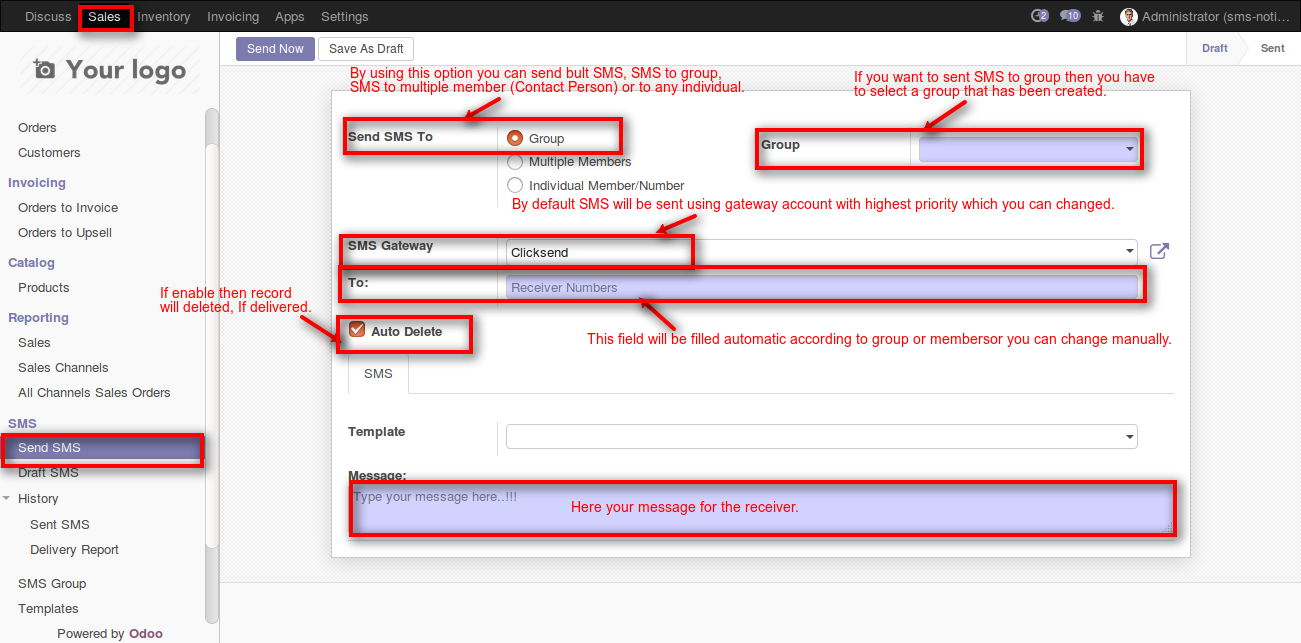 Discuss Sales Inventory Invoicing Apps Settings 2 10 Administrator (sms-noti...
Your logo
Send Now Save As Draft Draft Sent
By using this option you can send bult SMS, SMS to group,
SMS to multiple member (Contact Person) or to any individual.
If you want to sent SMS to group then you have
to select a group that has been created.
Orders
Customers
Invoicing
Orders to Invoice
Orders to Upsell
Catalog
Products
Reporting
Sales
Sales Channels
All Channels Sales Orders
SMS
Send SMS
Draft SMS
History
Sent SMS
Delivery Report
SMS Group
Templates
Powered by Odoo
Send SMS To Group
Multiple Members
Individual Member/Number
Group
By default SMS will be sent using gateway account with highest priority which you can changed.
SMS Gateway Clicksend
To: Receiver Numbers
If enable then record
will deleted, If delivered.
Auto Delete
This field will be filled automatic according to group or membersor you can change manually.
SMS
Template
Message:
Type your message here..!!!
Here your message for the receiver.